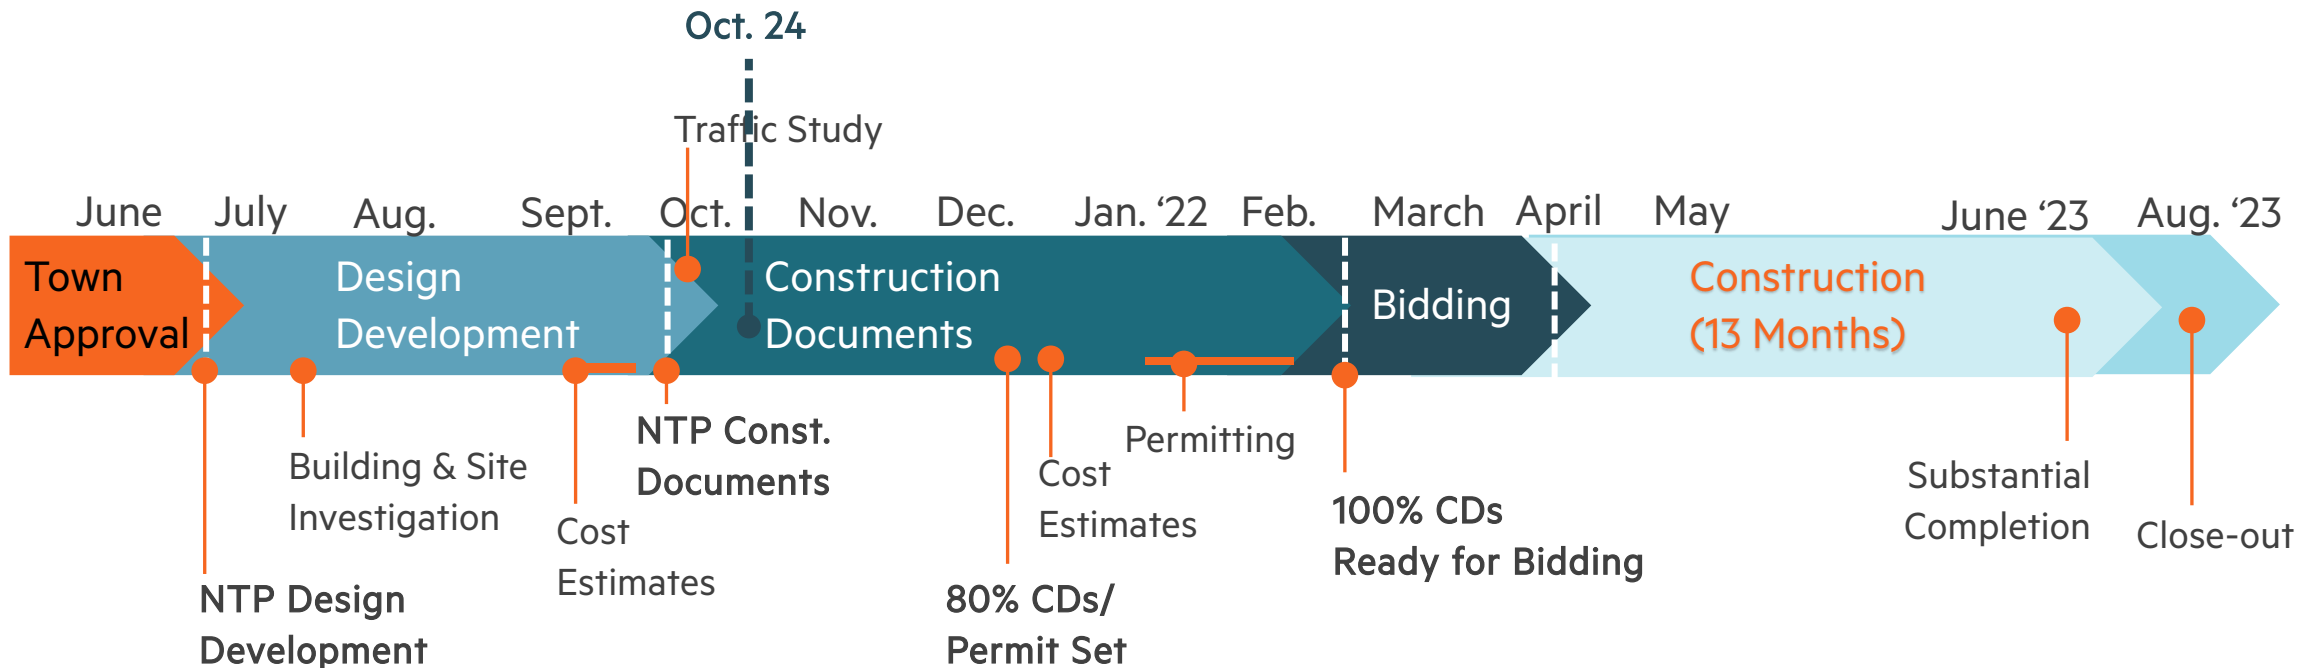 Oct. 24
Traffic Study
June July Aug. Sept. Oct. Nov. Dec. Jan. ‘22 Feb. March April May June ‘23 Aug. ‘23
Town
Approval
Design
Development
Construction
Documents
Bidding
Construction
(13 Months)
NTP Design
Development
Building & Site
Investigation
Cost
Estimates
NTP Const.
Documents
80% CDs/
Permit Set
Cost
Estimates
Permitting
100% CDs
Ready for Bidding
Substantial
Completion
Close-out